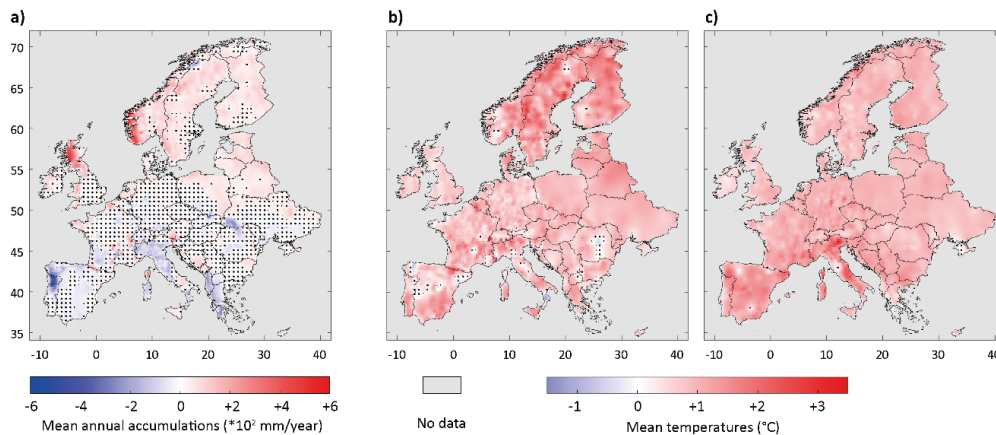 a)
b)
c)
70
65
60
55
50
45
40
35
-10 0 10 20 30 40
-10 0 10 20 30 40
-10 0 10 20 30 40
-6 -4 -2 0 +2 +4 +6
Mean annual accumulations (*10² mm/year)
No data
-1 0 +1 +2 +3
Mean temperatures (°C)